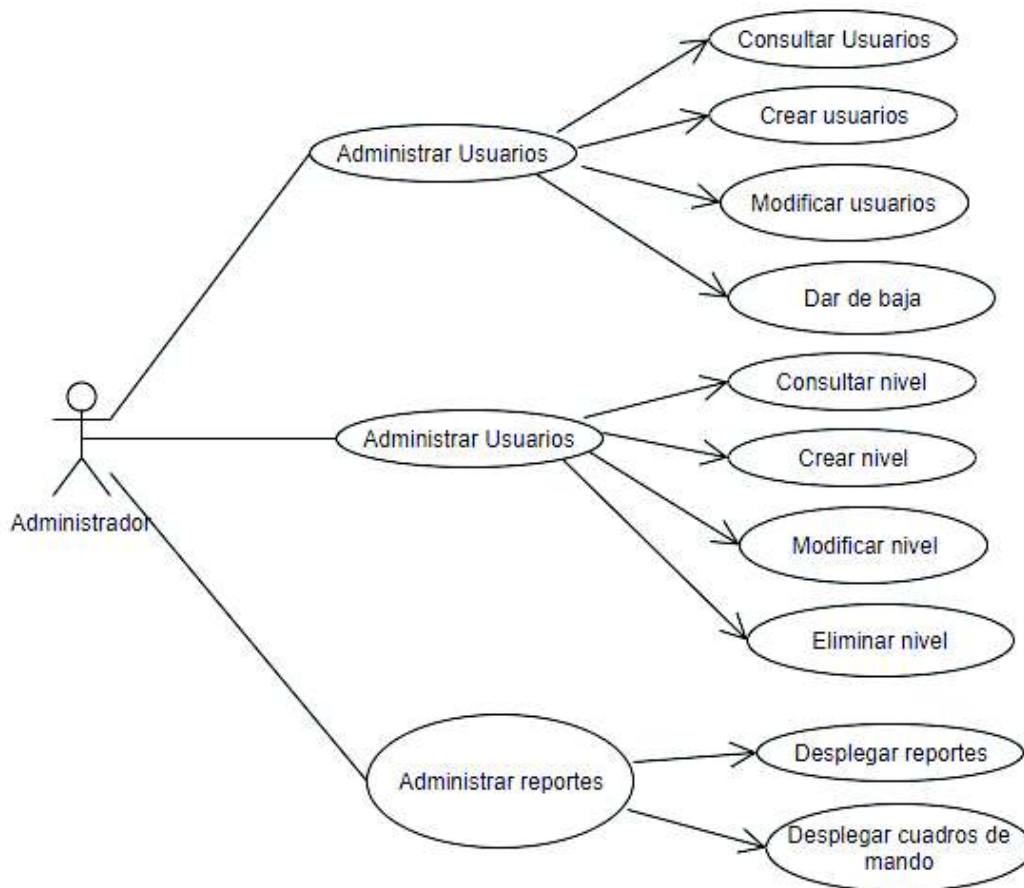 Consultar Usuarios
Crear usuarios
Administrar Usuarios
Modificar usuarios
Dar de baja
Consultar nivel
Administrar Usuarios
Crear nivel
Administrador
Modificar nivel
Eliminar nivel
Desplegar reportes
Administrar reportes
Desplegar cuadros de
mando